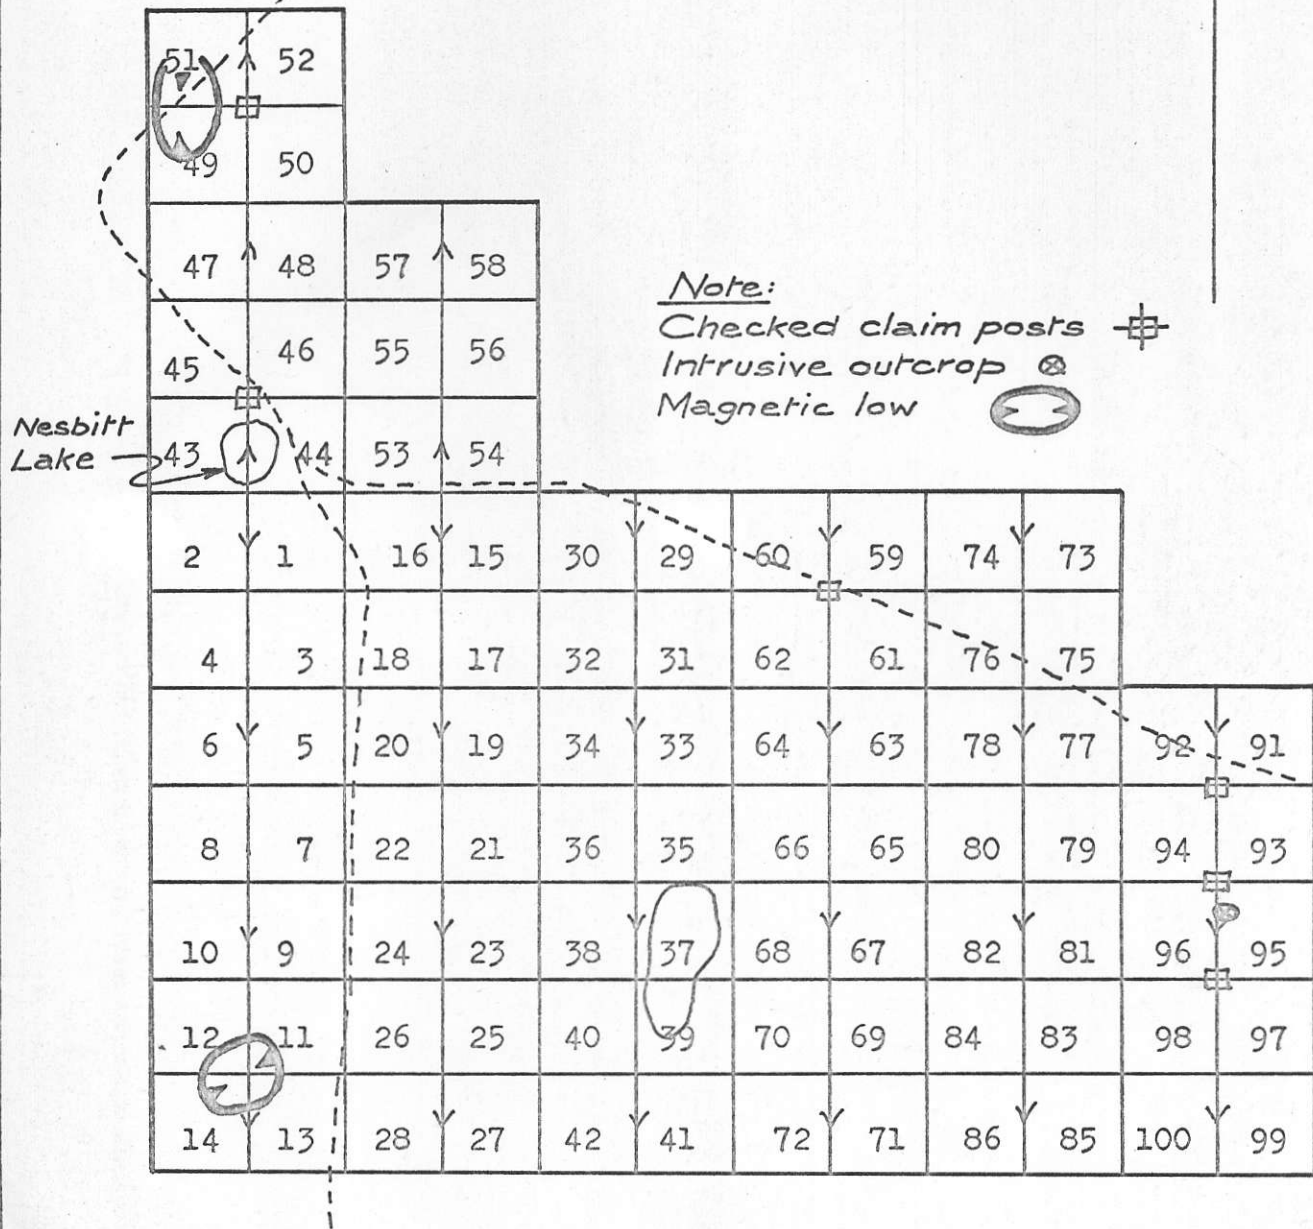 51 52
49 50
47 48 57 58
Note:
Checked claim posts
Intrusive outcrop
Magnetic low
45 46 55 56
Nesbitt
Lake
43 44 53 54
2 1 16 15 30 29 60 59 74 73
4 3 18 17 32 31 62 61 76 75
6 5 20 19 34 33 64 63 78 77 92 91
8 7 22 21 36 35 66 65 80 79 94 93
10 9 24 23 38 37 68 67 82 81 96 95
12 11 26 25 40 39 70 69 84 83 98 97
14 13 28 27 42 41 72 71 86 85 100 99